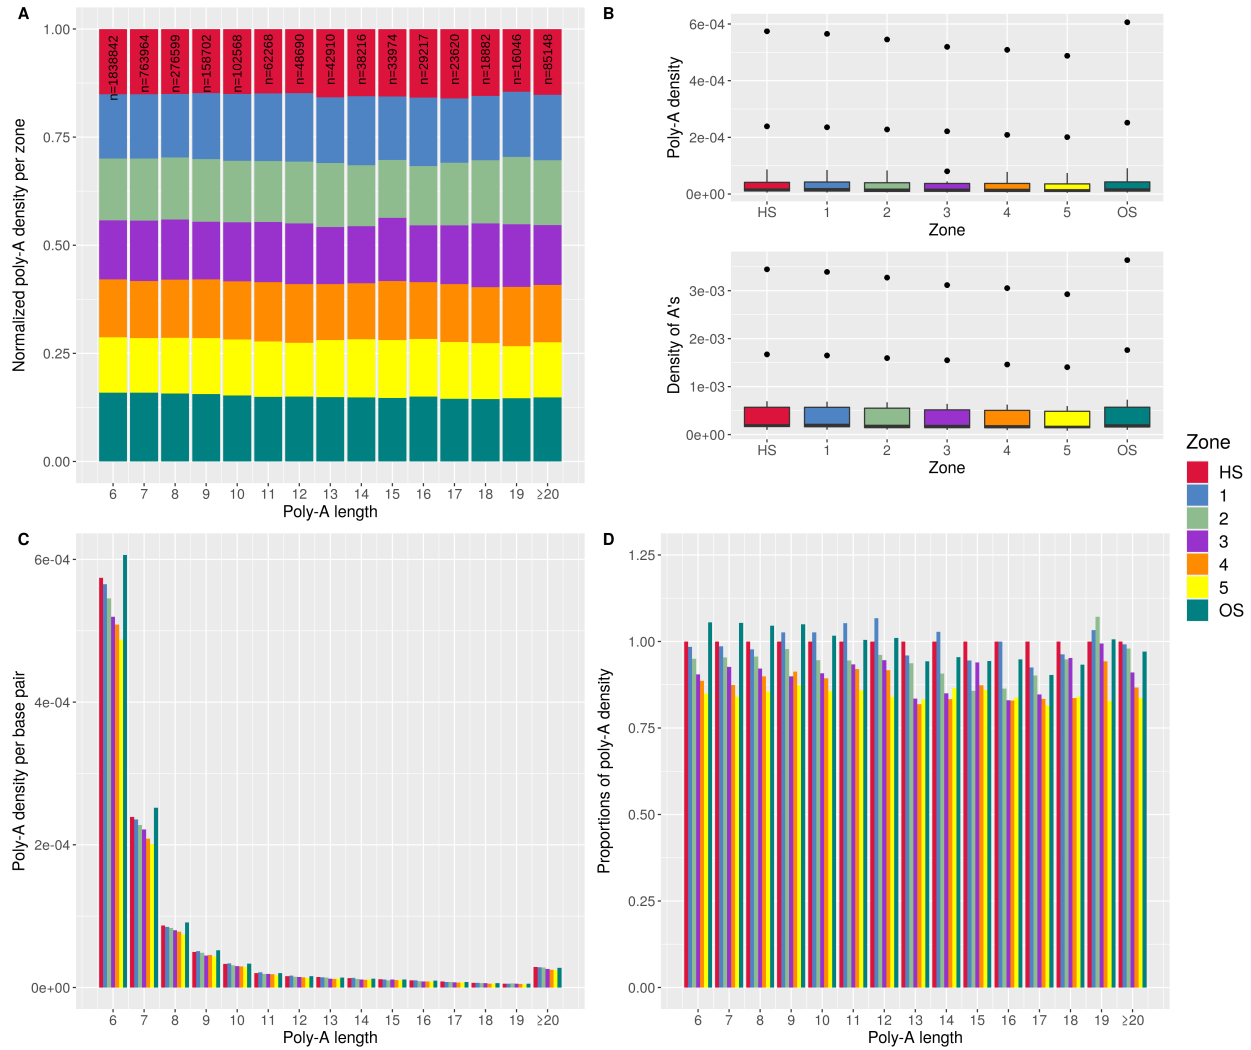 A
Normalized poly-A density per zone
1.00
0.75
0.50
0.25
0.00
n=1838842
n=763964
n=276599
n=158702
n=102568
n=62268
n=48690
n=42910
n=38216
n=33974
n=29217
n=23620
n=18882
n=16046
n=85148
6 7 8 9 10 11 12 13 14 15 16 17 18 19 ≥20
Poly-A length
B
Poly-A density
6e-04
4e-04
2e-04
0e+00
HS 1 2 3 4 5 OS
Zone
Density of A's
3e-03
2e-03
1e-03
0e+00
HS 1 2 3 4 5 OS
Zone
C
Poly-A density per base pair
6e-04
4e-04
2e-04
0e+00
6 7 8 9 10 11 12 13 14 15 16 17 18 19 ≥20
Poly-A length
D
Proportions of poly-A density
1.25
1.00
0.75
0.50
0.25
0.00
6 7 8 9 10 11 12 13 14 15 16 17 18 19 ≥20
Poly-A length
Zone
HS
1
2
3
4
5
OS